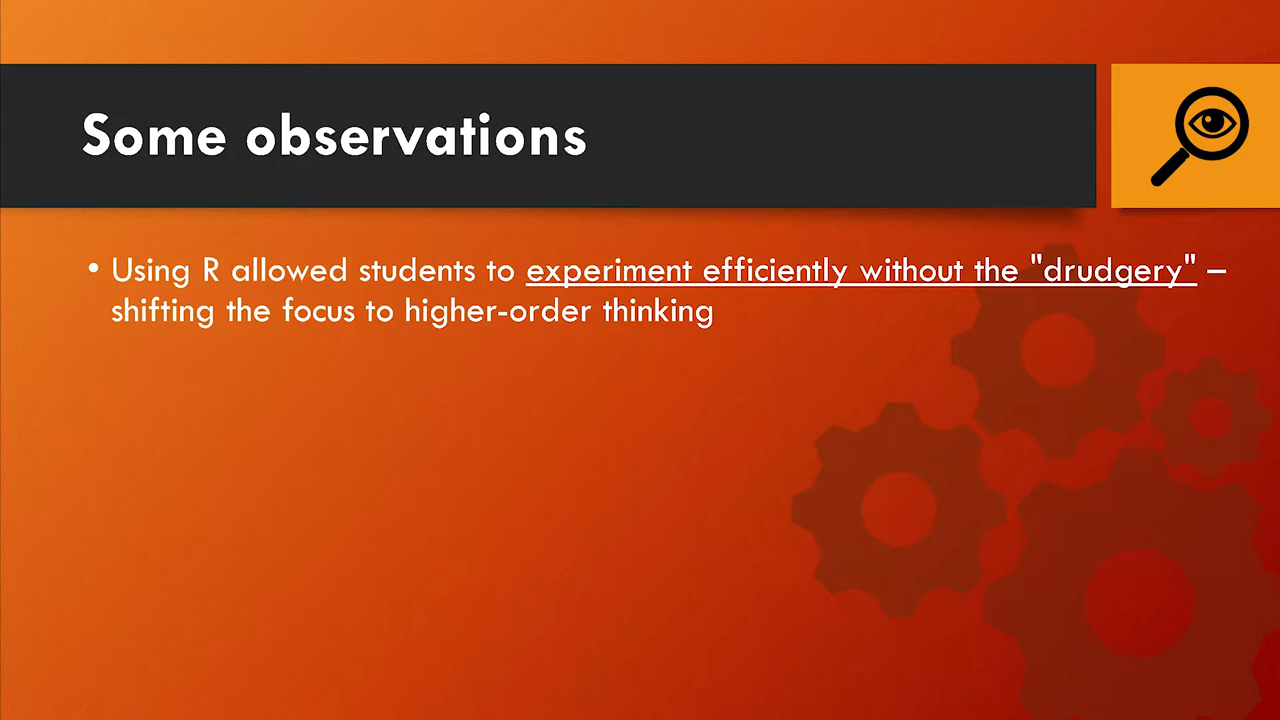 Some observations
• Using R allowed students to experiment efficiently without the "drudgery" –
shifting the focus to higher-order thinking